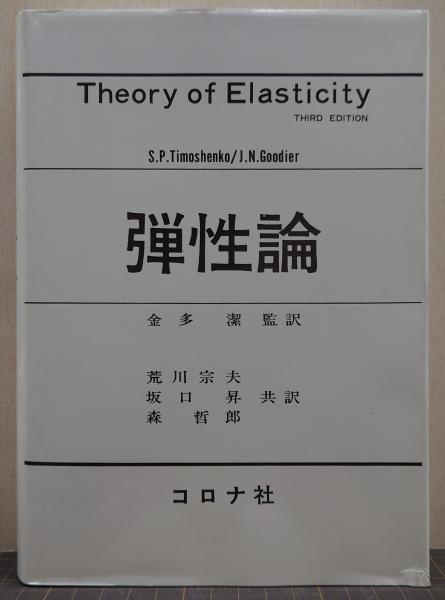 Theory of Elasticity
THIRD EDITION
S.P.Timoshenko/J.N.Goodier
弾性論
金多 潔 監訳
荒川宗夫
坂口 昇 共訳
森 哲郎
コロナ社